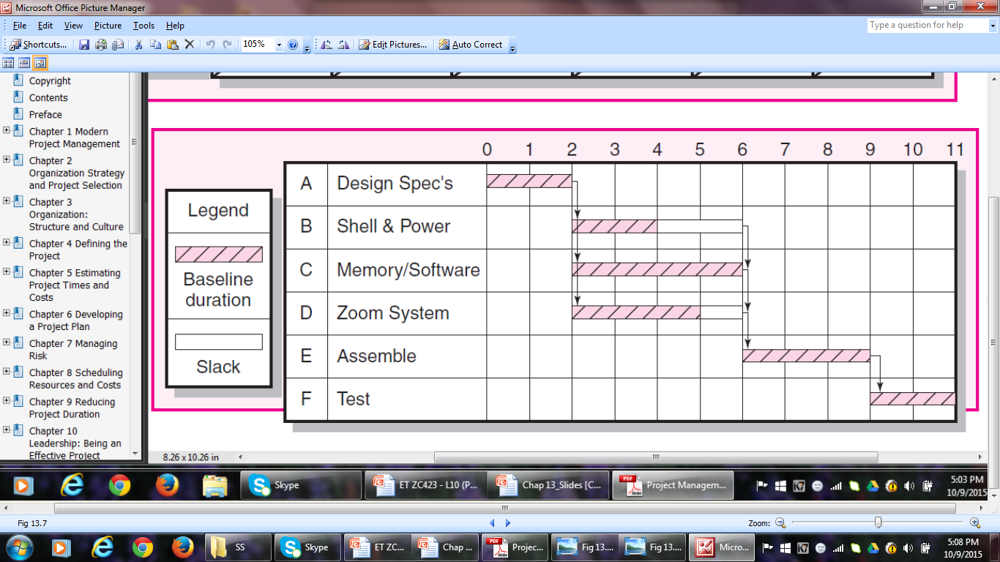 Microsoft Office Picture Manager
File Edit View Picture Tools Help
Type a question for help
Shortcuts... 105% Edit Pictures... Auto Correct
Copyright
Contents
Preface
Chapter 1 Modern
Project Management
Chapter 2
Organization Strategy
and Project Selection
Chapter 3
Organization:
Structure and Culture
Chapter 4 Defining the
Project
Chapter 5 Estimating
Project Times and
Costs
Chapter 6 Developing
a Project Plan
Chapter 7 Managing
Risk
Chapter 8 Scheduling
Resources and Costs
Chapter 9 Reducing
Project Duration
Chapter 10
Leadership: Being an
Effective Project
0 1 2 3 4 5 6 7 8 9 10 11
Legend
Baseline
duration
Slack
A Design Spec's
B Shell & Power
C Memory/Software
D Zoom System
E Assemble
F Test
8.26 x 10.26 in
Skype ET ZC423 - L10 (P... Chap 13_Slides [C... Project Managem... 5:03 PM
10/9/2015
Fig 13.7 Zoom:
SS Skype ET ZC... Chap ... Projec... Fig 13.... Fig 13.... Micro... 5:08 PM
10/9/2015